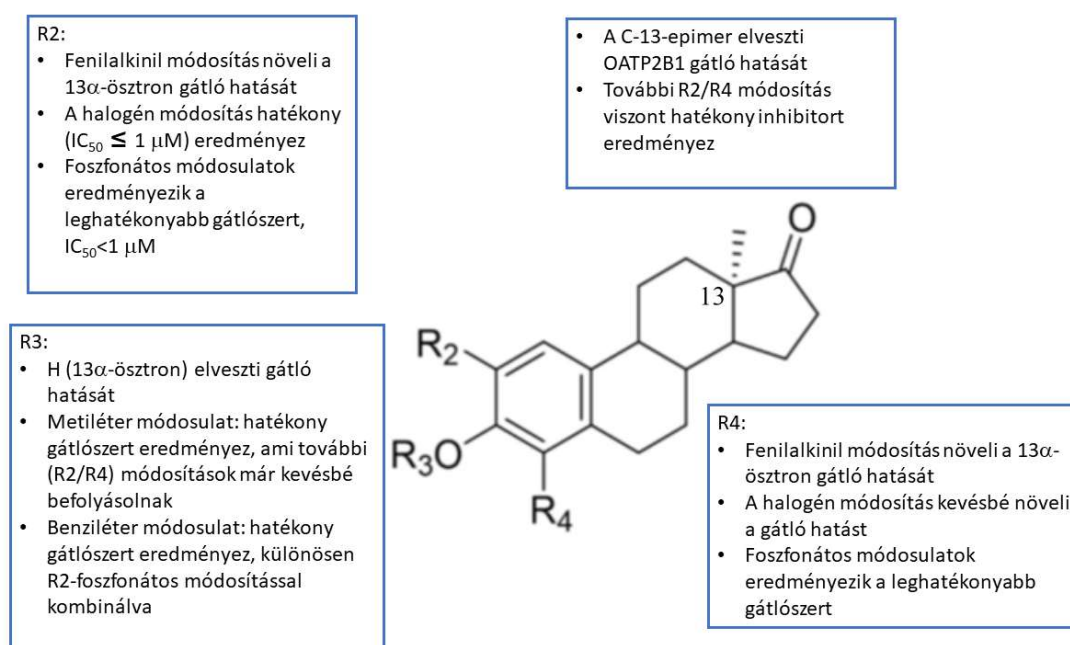 R2:
• Fenilalkinil módosítás növeli a
13α-ösztron gátló hatását
• A halogén módosítás hatékony
(IC50 ≤ 1 μM) eredményez
• Foszfonátos módosulatok
eredményezik a
leghatékonyabb gátlószert,
IC50<1 μM
• A C-13-epimer elveszti
OATP2B1 gátló hatását
• További R2/R4 módosítás
viszont hatékony inhibitort
eredményez
O
13
R2
R3O
R4
R3:
• H (13α-ösztron) elveszti gátló
hatását
• Metiléter módosulat: hatékony
gátlószert eredményez, ami további
(R2/R4) módosítások már kevésbé
befolyásolnak
• Benziléter módosulat: hatékony
gátlószert eredményez, különösen
R2-foszfonátos módosítással
kombinálva
R4:
• Fenilalkinil módosítás növeli a 13α-
ösztron gátló hatását
• A halogén módosítás kevésbé növeli
a gátló hatást
• Foszfonátos módosulatok
eredményezik a leghatékonyabb
gátlószert